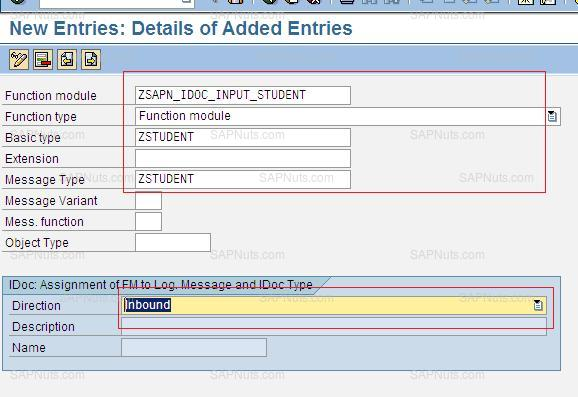 New Entries: Details of Added Entries
Function module ZSAPN_IDOC_INPUT_STUDENT
Function type Function module
Basic type ZSTUDENT
Extension
Message Type ZSTUDENT
Message Variant
Mess. function
Object Type
IDoc: Assignment of FM to Log. Message and IDoc Type
Direction Inbound
Description
Name
SAPNuts.com